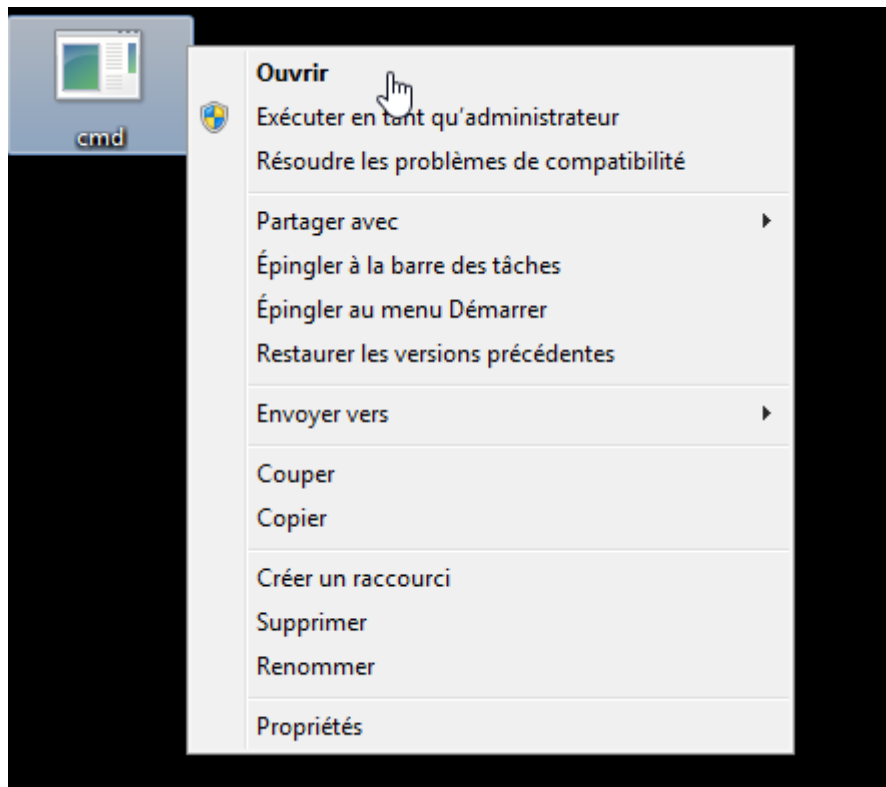 cmd
Ouvrir
Exécuter en tant qu'administrateur
Résoudre les problèmes de compatibilité
Partager avec
Épingler à la barre des tâches
Épingler au menu Démarrer
Restaurer les versions précédentes
Envoyer vers
Couper
Copier
Créer un raccourci
Supprimer
Renommer
Propriétés